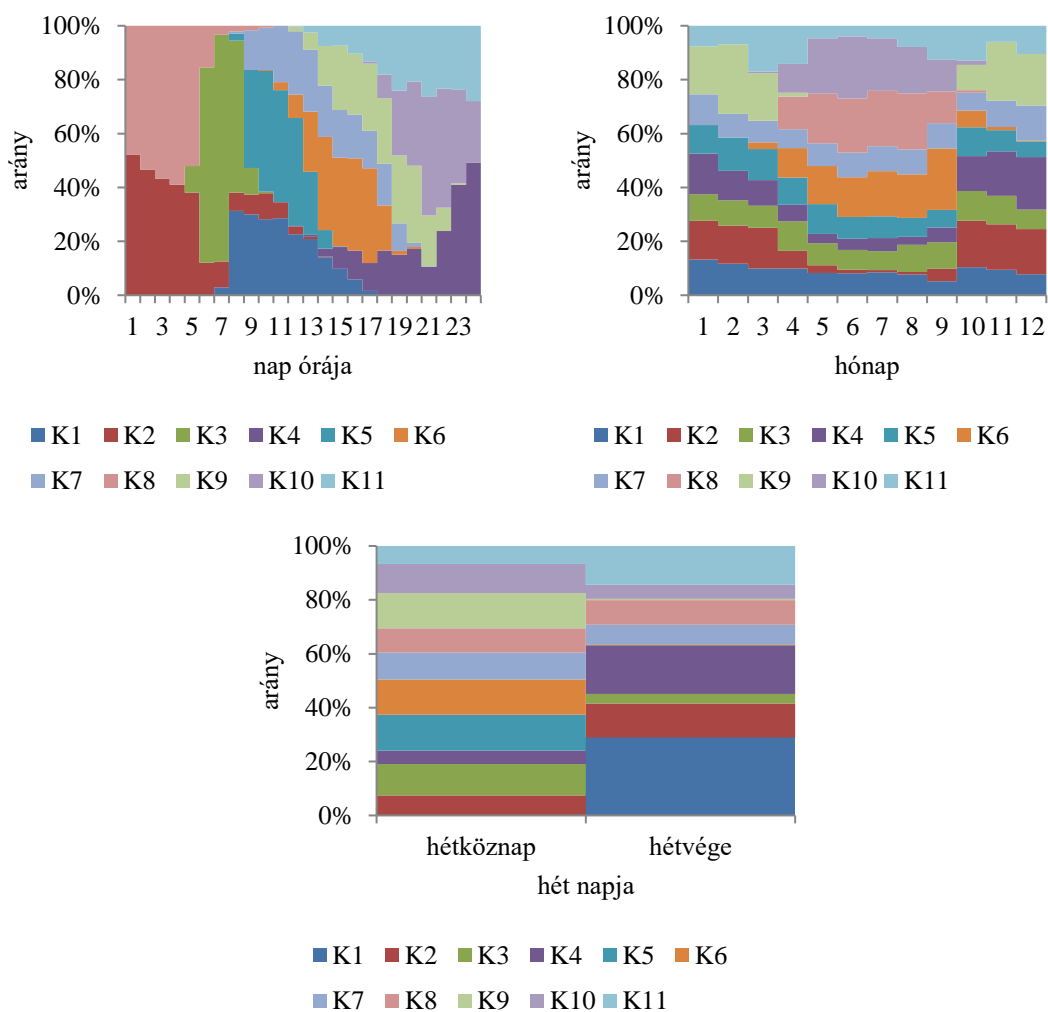 100%
80%
60%
40%
20%
0%
arány
1 3 5 7 9 11 13 15 17 19 21 23
nap órája
K1 K2 K3 K4 K5 K6
K7 K8 K9 K10 K11
100%
80%
60%
40%
20%
0%
arány
1 2 3 4 5 6 7 8 9 10 11 12
hónap
K1 K2 K3 K4 K5 K6
K7 K8 K9 K10 K11
100%
80%
60%
40%
20%
0%
arány
hétköznap hétvége
hét napja
K1 K2 K3 K4 K5 K6
K7 K8 K9 K10 K11